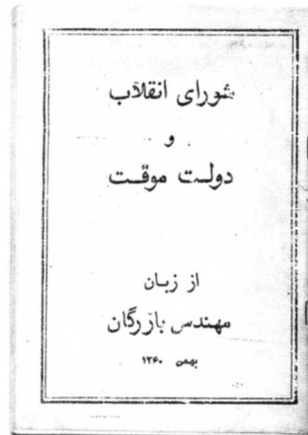 شورای انقلاب
و
دولت موقت
از زبان
مهندس بازرگان
بهمن ۱۳۶۰